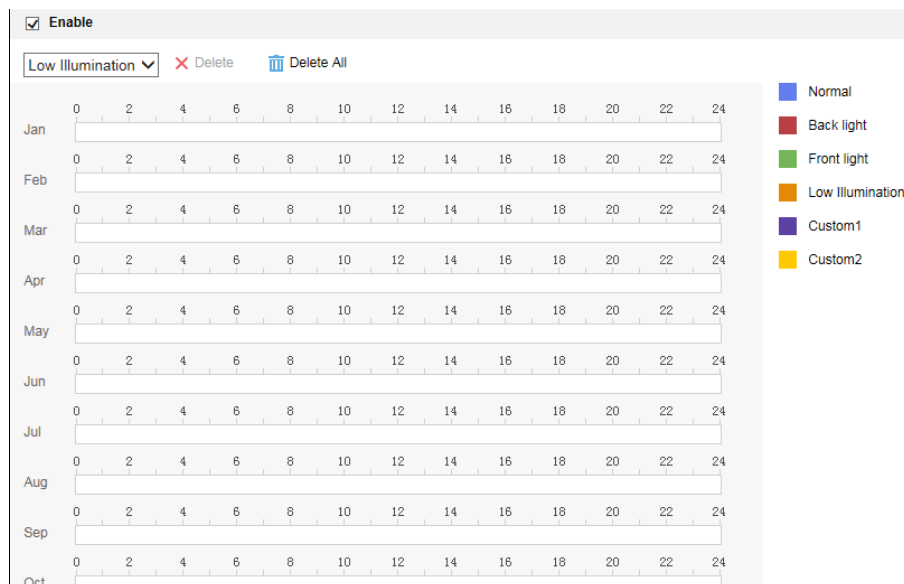 Enable
Low Illumination Delete Delete All
Normal
Back light
Front light
Low Illumination
Custom1
Custom2
0 2 4 6 8 10 12 14 16 18 20 22 24
Jan
0 2 4 6 8 10 12 14 16 18 20 22 24
Feb
0 2 4 6 8 10 12 14 16 18 20 22 24
Mar
0 2 4 6 8 10 12 14 16 18 20 22 24
Apr
0 2 4 6 8 10 12 14 16 18 20 22 24
May
0 2 4 6 8 10 12 14 16 18 20 22 24
Jun
0 2 4 6 8 10 12 14 16 18 20 22 24
Jul
0 2 4 6 8 10 12 14 16 18 20 22 24
Aug
0 2 4 6 8 10 12 14 16 18 20 22 24
Sep
0 2 4 6 8 10 12 14 16 18 20 22 24
Oct